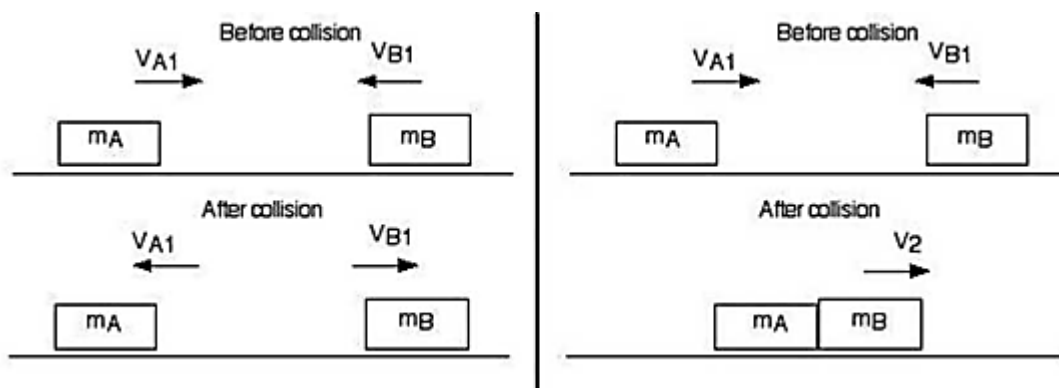 Before collision
VA1
VB1
mA
mB
After collision
VA1
VB1
mA
mB
Before collision
VA1
VB1
mA
mB
After collision
V2
mA
mB